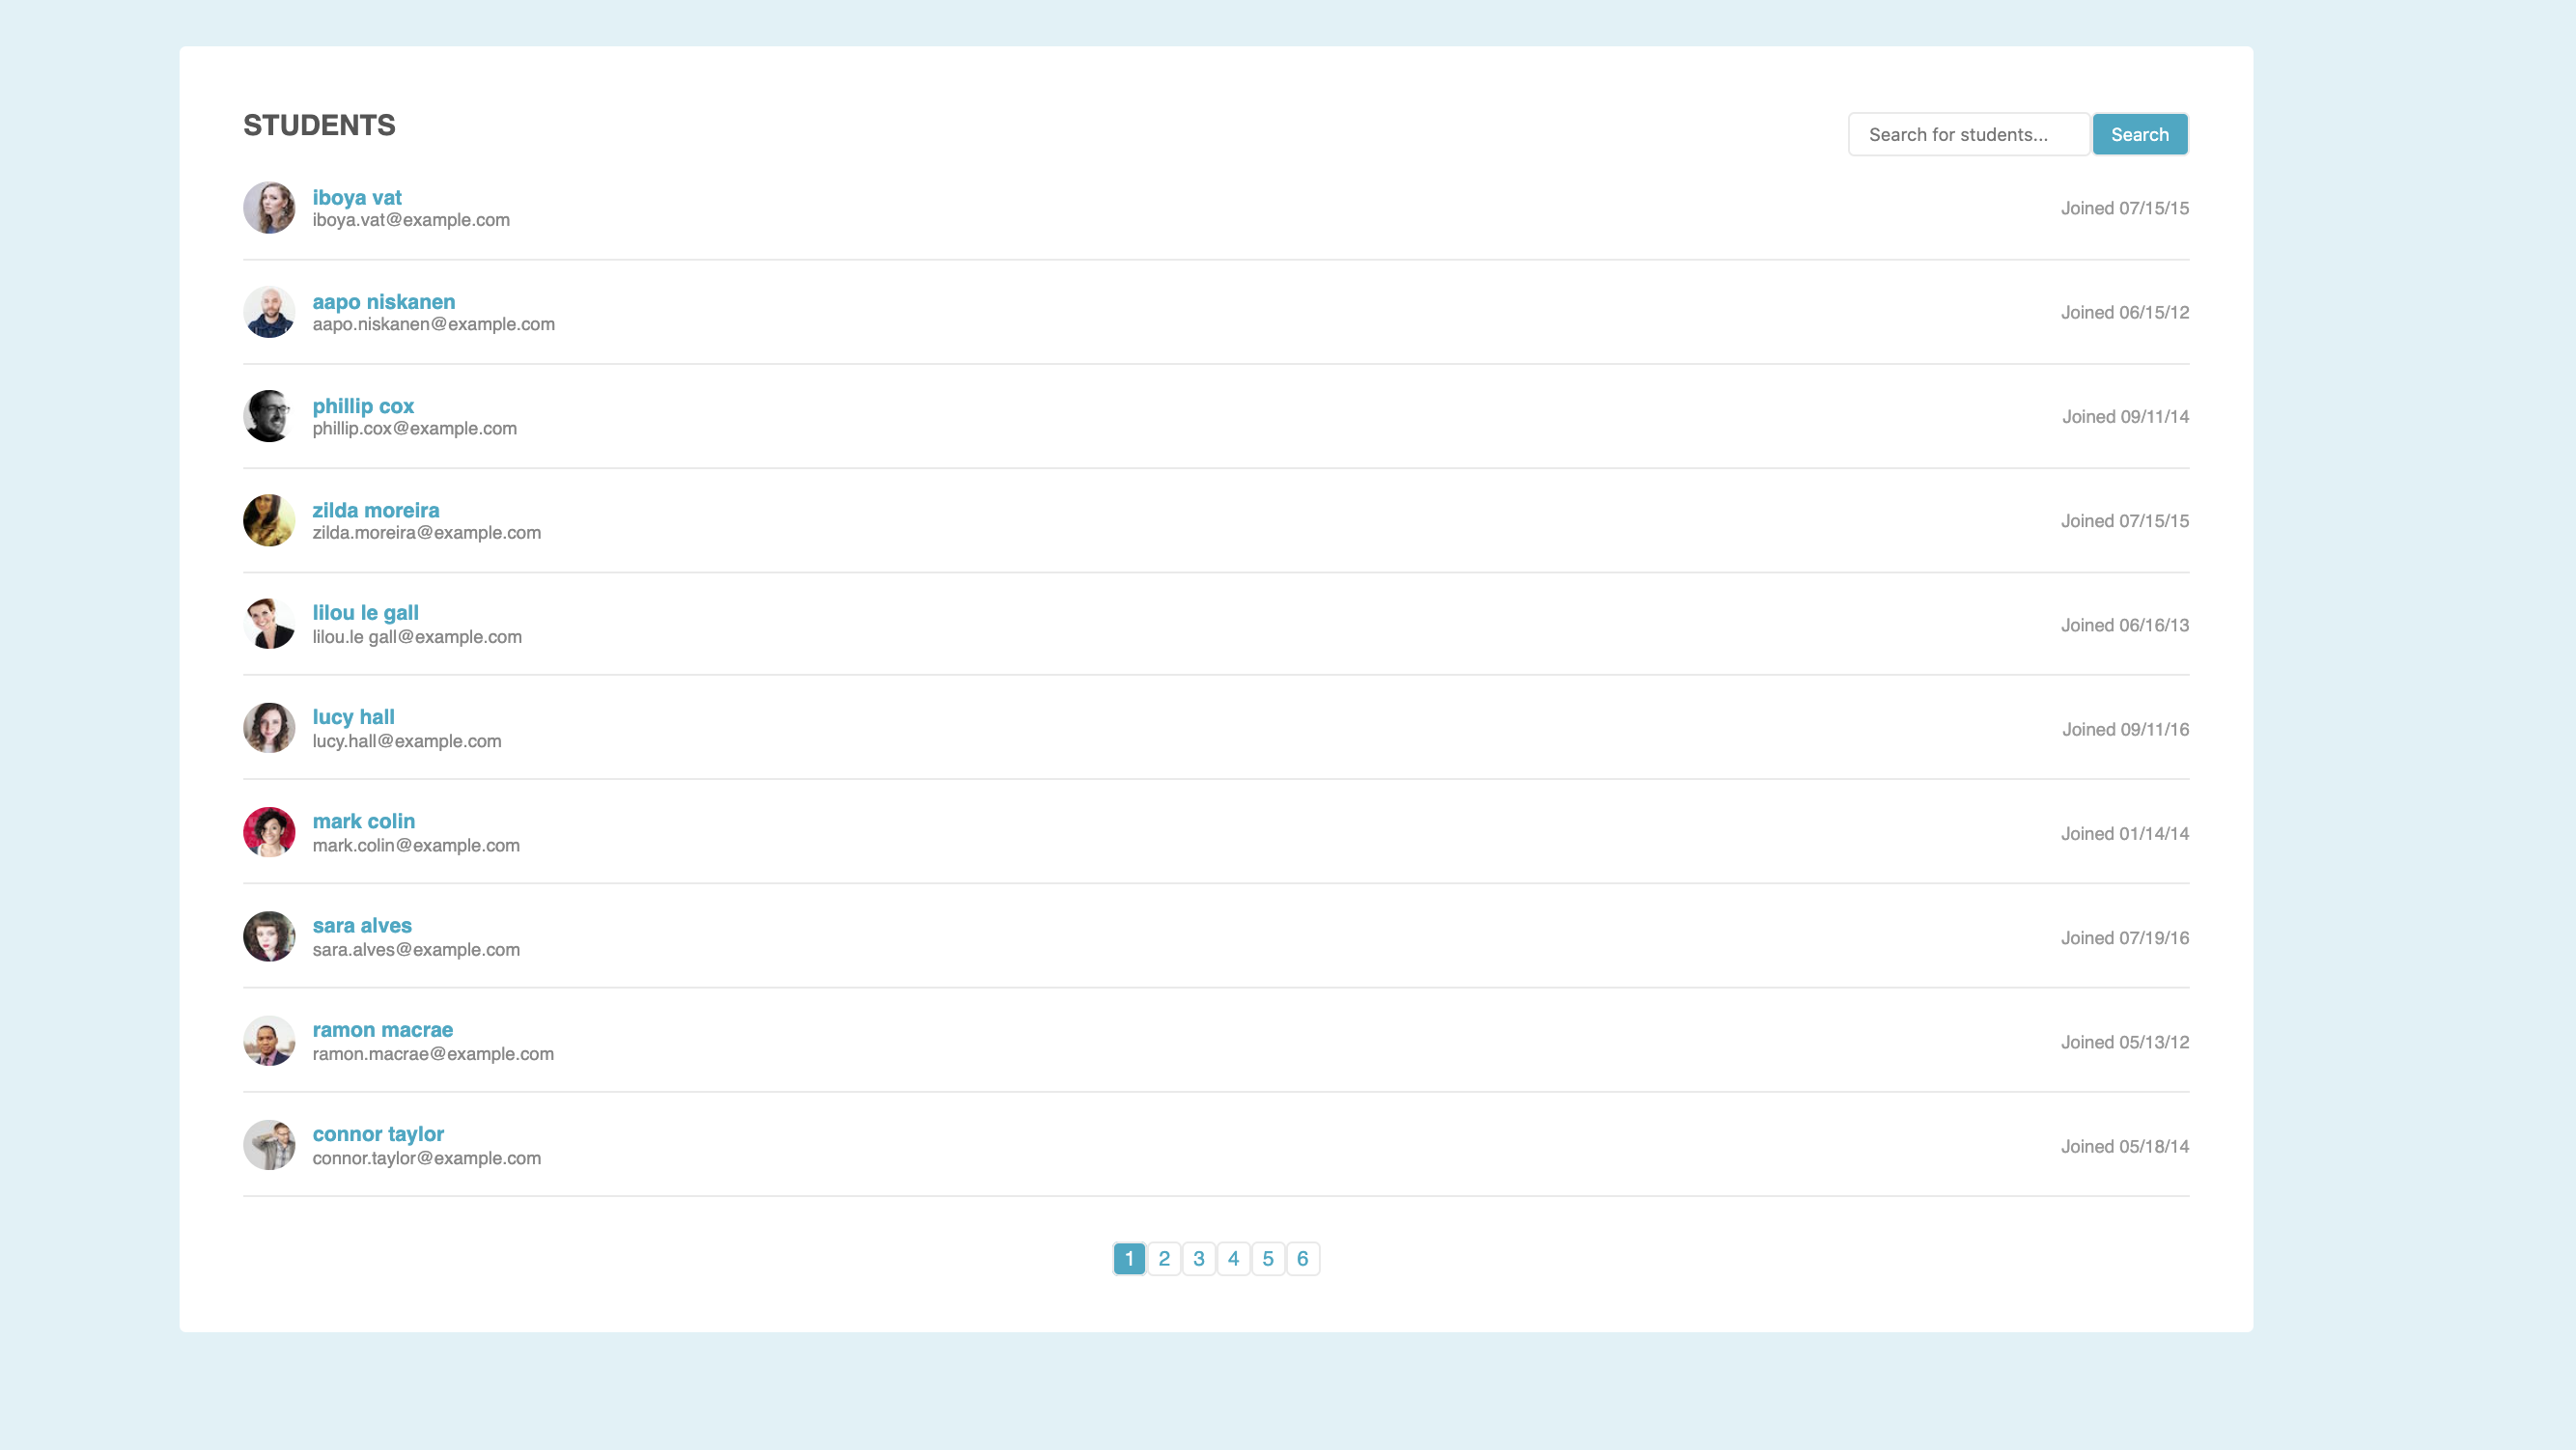 STUDENTS
Search for students... Search
iboya vat
iboya.vat@example.com
Joined 07/15/15
aapo niskanen
aapo.niskanen@example.com
Joined 06/15/12
phillip cox
phillip.cox@example.com
Joined 09/11/14
zilda moreira
zilda.moreira@example.com
Joined 07/15/15
lilou le gall
lilou.le gall@example.com
Joined 06/16/13
lucy hall
lucy.hall@example.com
Joined 09/11/16
mark colin
mark.colin@example.com
Joined 01/14/14
sara alves
sara.alves@example.com
Joined 07/19/16
ramon macrae
ramon.macrae@example.com
Joined 05/13/12
connor taylor
connor.taylor@example.com
Joined 05/18/14
1 2 3 4 5 6